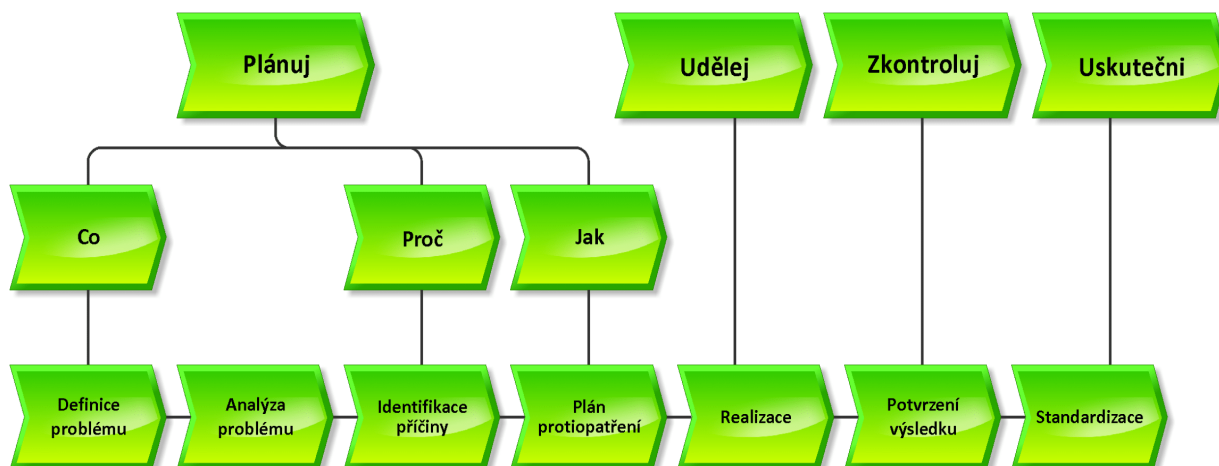 Plánuj
Udělej
Zkontroluj
Uskutečni
Co
Proč
Jak
Definice
problému
Analýza
problému
Identifikace
příčiny
Plán
protiopatření
Realizace
Potvrzení
výsledku
Standardizace